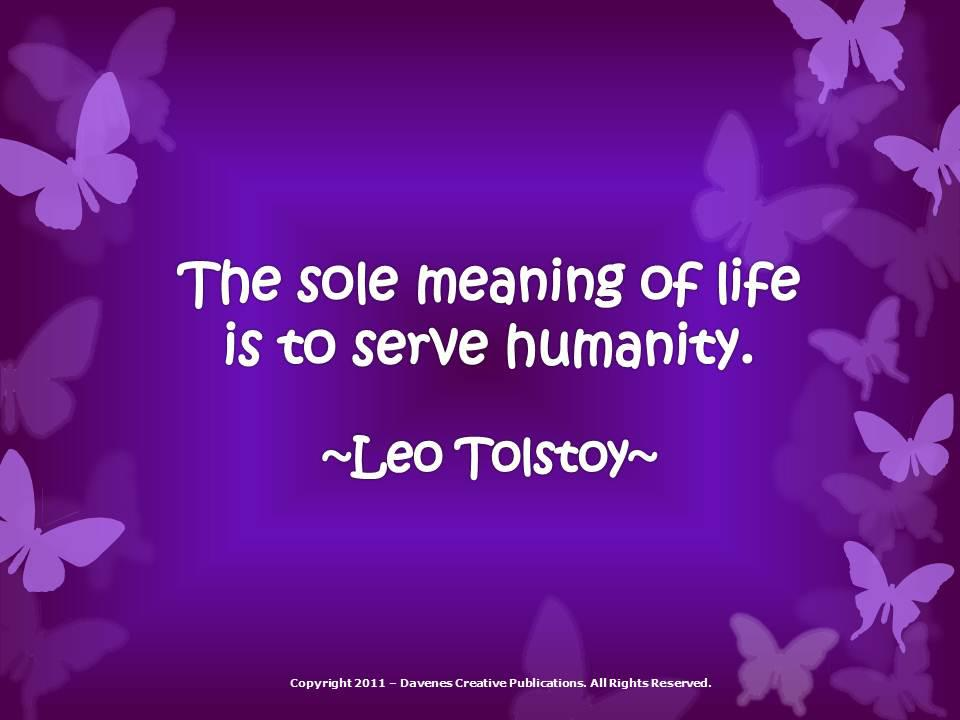 The sole meaning of life
is to serve humanity.
~Leo Tolstoy~
Copyright 2011 – Davenes Creative Publications. All Rights Reserved.